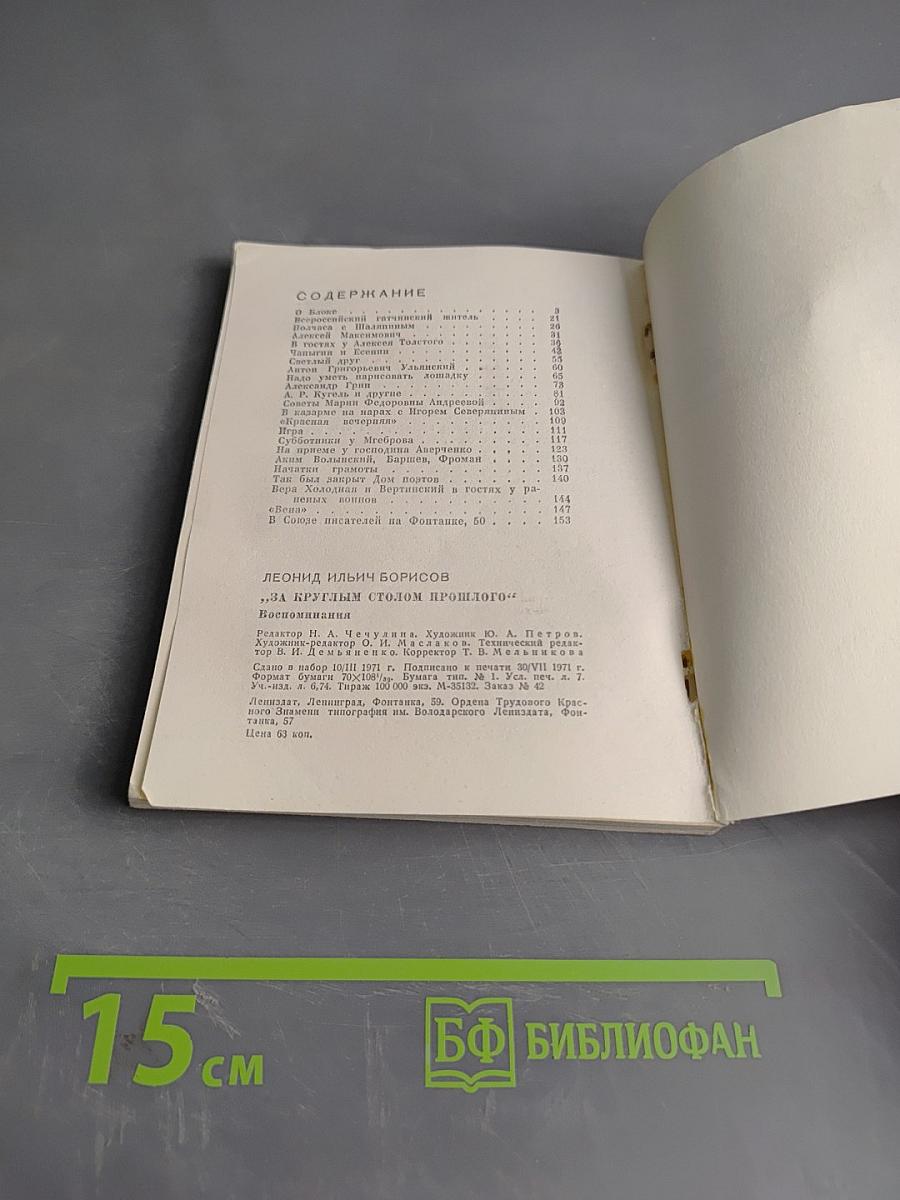 СОДЕРЖАНИЕ
О Блоке . . . . . . . . . . . . . . . 3
Всероссийский гатчинский житель . . . . . 21
Полчаса с Шаляпиным . . . . . . . . 26
Алексей Максимович . . . . . . . . . 31
В гостях у Алексея Толстого . . . . . . 36
Чапыгин и Есенин . . . . . . . . . . 42
Светлый друг . . . . . . . . . . . . 55
Антон Григорьевич Ульянский . . . . . . 60
Надо уметь нарисовать лошадку . . . . . 65
Александр Грин . . . . . . . . . . . 73
А. Р. Кугель и другие . . . . . . . . . 81
Советы Марии Федоровны Андреевой . . . . 92
В казарме на нарах с Игорем Северяниным . 103
«Красная вечерняя» . . . . . . . . . . 109
Игра . . . . . . . . . . . . . . . . 111
Субботники у Мгеброва . . . . . . . . 117
На приеме у господина Аверченко . . . . . 123
Аким Волынский, Баршев, Фроман . . . . 130
Начатки грамоты . . . . . . . . . . . 137
Так был закрыт Дом поэтов . . . . . . . 140
Вера Холодная и Вертинский в гостях у ра-
неных воинов . . . . . . . . . . . 144
«Вена» . . . . . . . . . . . . . . . 147
В Союзе писателей на Фонтанке, 50 . . . . 153
ЛЕОНИД ИЛЬИЧ БОРИСОВ
„ЗА КРУГЛЫМ СТОЛОМ ПРОШЛОГО“
Воспоминания
Редактор Н. А. Чечулина. Художник Ю. А. Петров.
Художник-редактор О. И. Маслаков. Технический редак-
тор В. И. Демьяненко. Корректор Т. В. Мельникова
Сдано в набор 10/III 1971 г. Подписано к печати 30/VII 1971 г.
Формат бумаги 70×108¹/₃₂. Бумага тип. № 1. Усл. печ. л. 7.
Уч.-изд. л. 6,74. Тираж 100 000 экз. М-35132. Заказ № 42
Лениздат, Ленинград, Фонтанка, 59. Ордена Трудового Крас-
ного Знамени типография им. Володарского Лениздата, Фон-
танка, 57
Цена 63 коп.
15 см
БФ БИБЛИОФАН